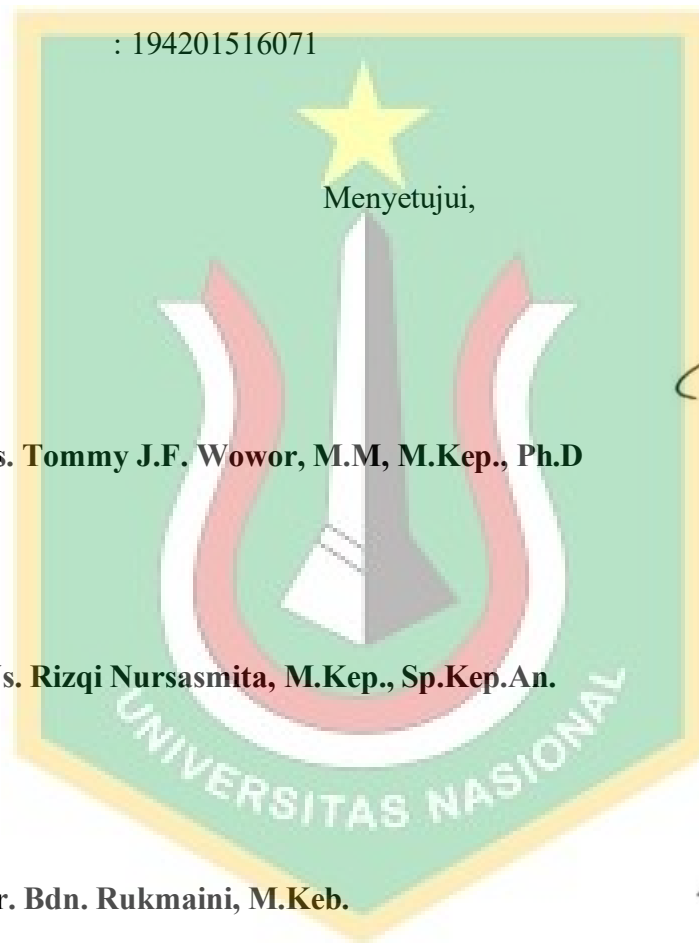 : 194201516071
Menyetujui,
s. Tommy J.F. Wowor, M.M, M.Kep., Ph.D
s. Rizqi Nursasmita, M.Kep., Sp.Kep.An.
r. Bdn. Rukmaini, M.Keb.
UNIVERSITAS NASIONAL